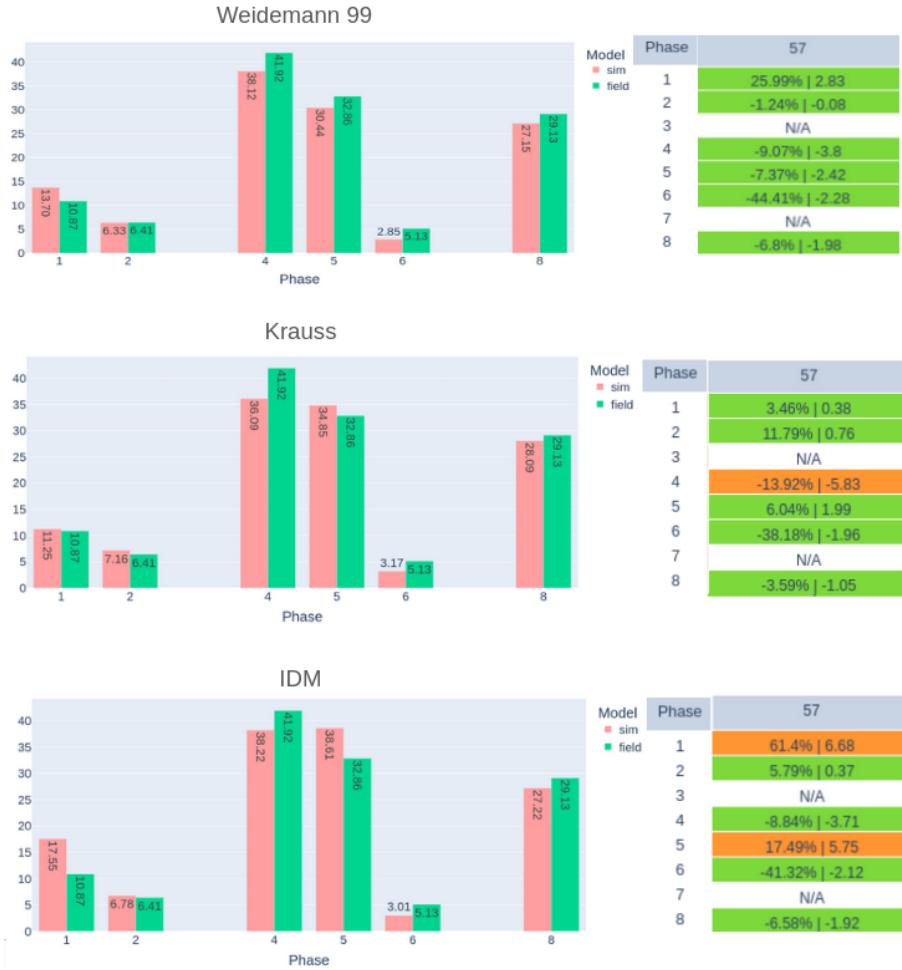 Weidemann 99
40
35
30
25
20
15
10
5
0
13.70
10.87
6.33
6.41
38.12
41.92
30.44
32.86
2.85
5.13
27.15
29.13
1 2 4 5 6 8
Phase
Model
sim
field
Phase 57
1 25.99% | 2.83
2 -1.24% | -0.08
3 N/A
4 -9.07% | -3.8
5 -7.37% | -2.42
6 -44.41% | -2.28
7 N/A
8 -6.8% | -1.98
Krauss
40
35
30
25
20
15
10
5
0
11.25
10.87
7.16
6.41
36.09
41.92
34.85
32.86
3.17
5.13
28.09
29.13
1 2 4 5 6 8
Phase
Model
sim
field
Phase 57
1 3.46% | 0.38
2 11.79% | 0.76
3 N/A
4 -13.92% | -5.83
5 6.04% | 1.99
6 -38.18% | -1.96
7 N/A
8 -3.59% | -1.05
IDM
40
35
30
25
20
15
10
5
0
17.55
10.87
6.78
6.41
38.22
41.92
38.61
32.86
3.01
5.13
27.22
29.13
1 2 4 5 6 8
Phase
Model
sim
field
Phase 57
1 61.4% | 6.68
2 5.79% | 0.37
3 N/A
4 -8.84% | -3.71
5 17.49% | 5.75
6 -41.32% | -2.12
7 N/A
8 -6.58% | -1.92